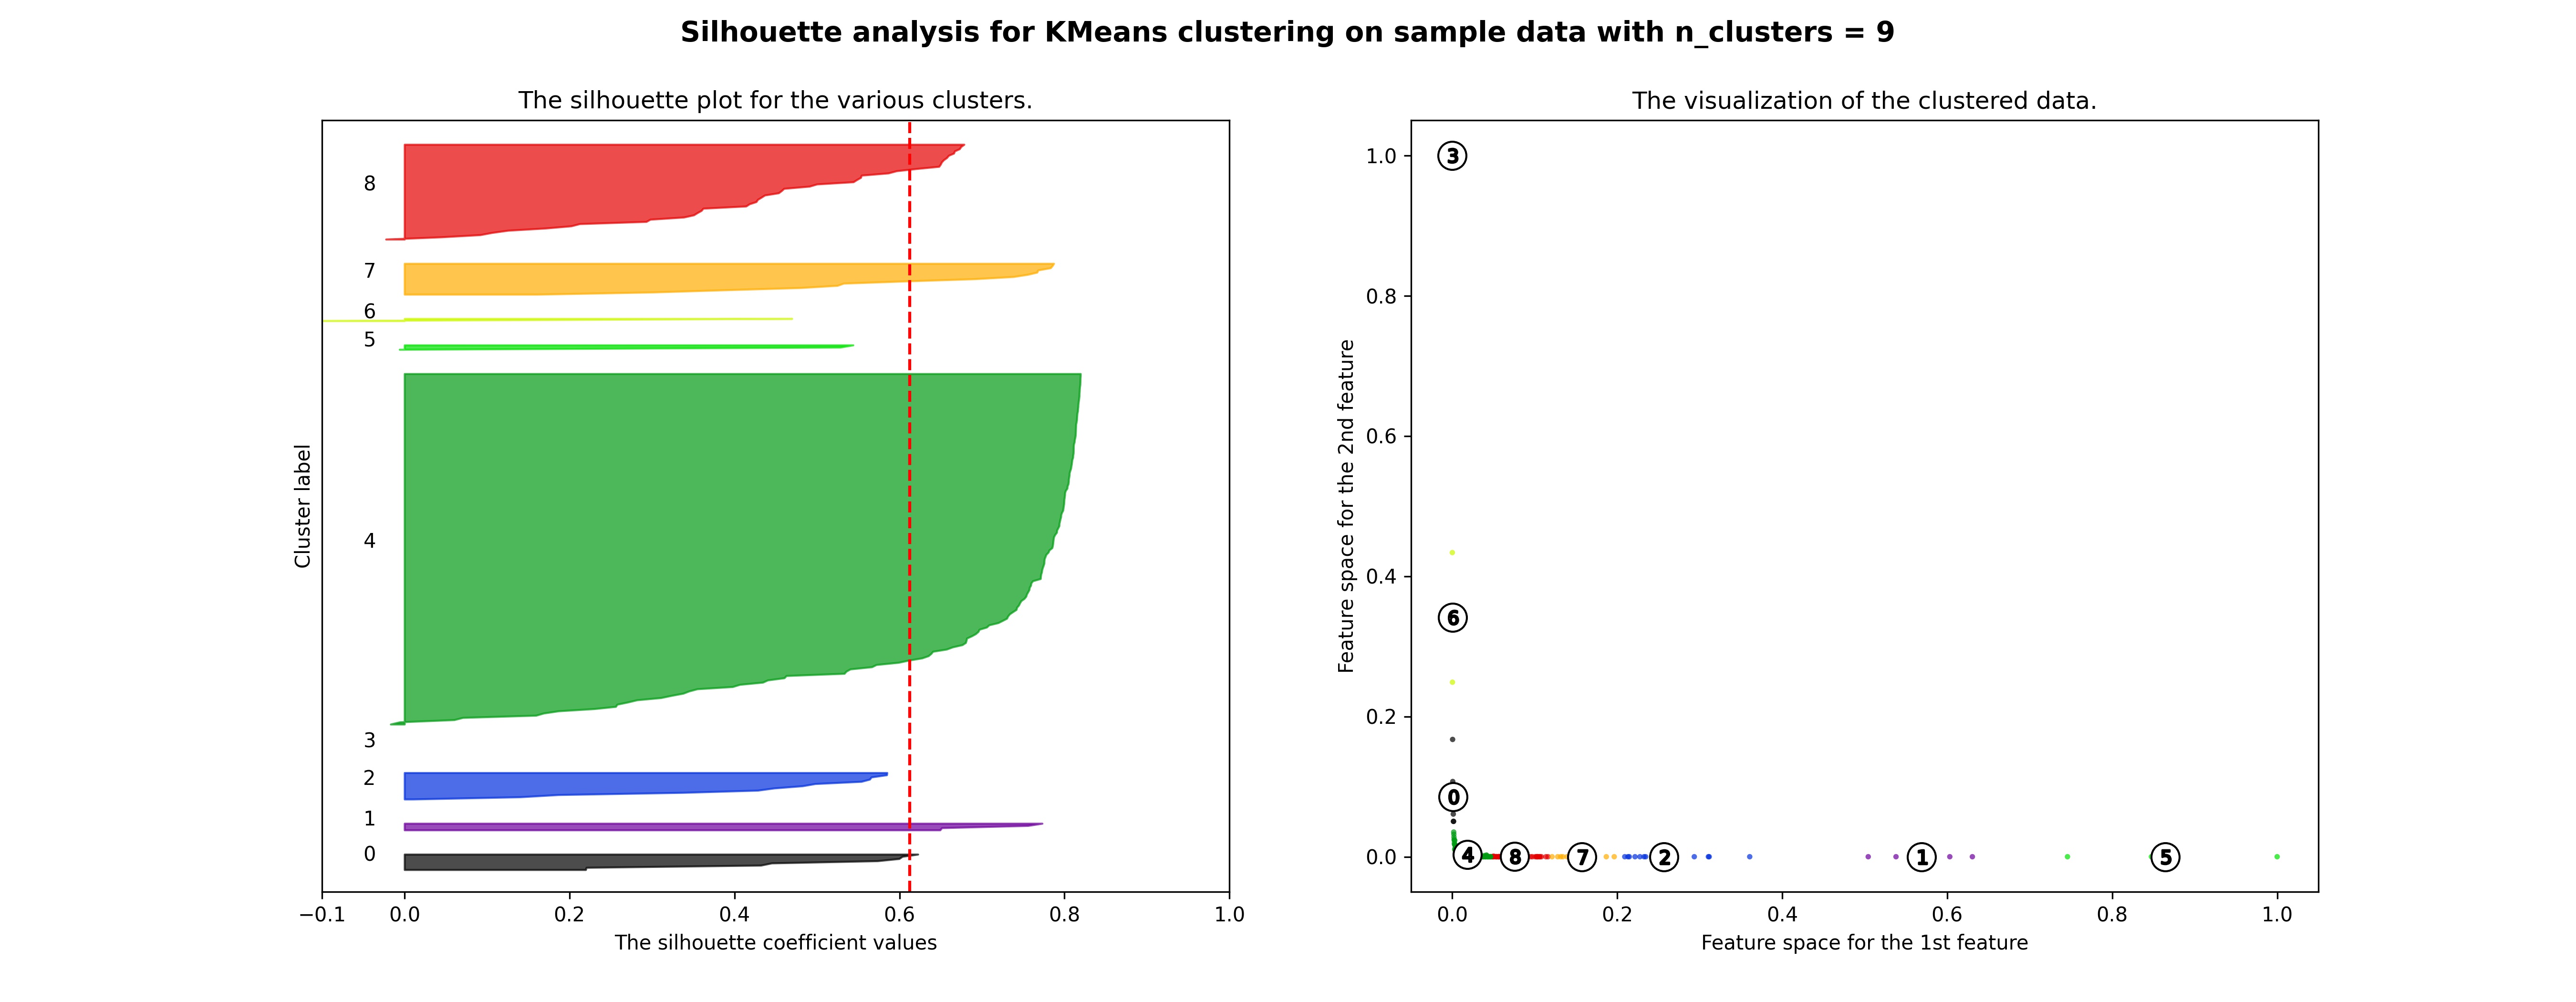 Silhouette analysis for KMeans clustering on sample data with n_clusters = 9
The silhouette plot for the various clusters.
Cluster label
8
7
6
5
4
3
2
1
0
−0.1 0.0 0.2 0.4 0.6 0.8 1.0
The silhouette coefficient values
The visualization of the clustered data.
Feature space for the 2nd feature
1.0
0.8
0.6
0.4
0.2
0.0
3
6
0
4 8 7 2 1 5
0.0 0.2 0.4 0.6 0.8 1.0
Feature space for the 1st feature